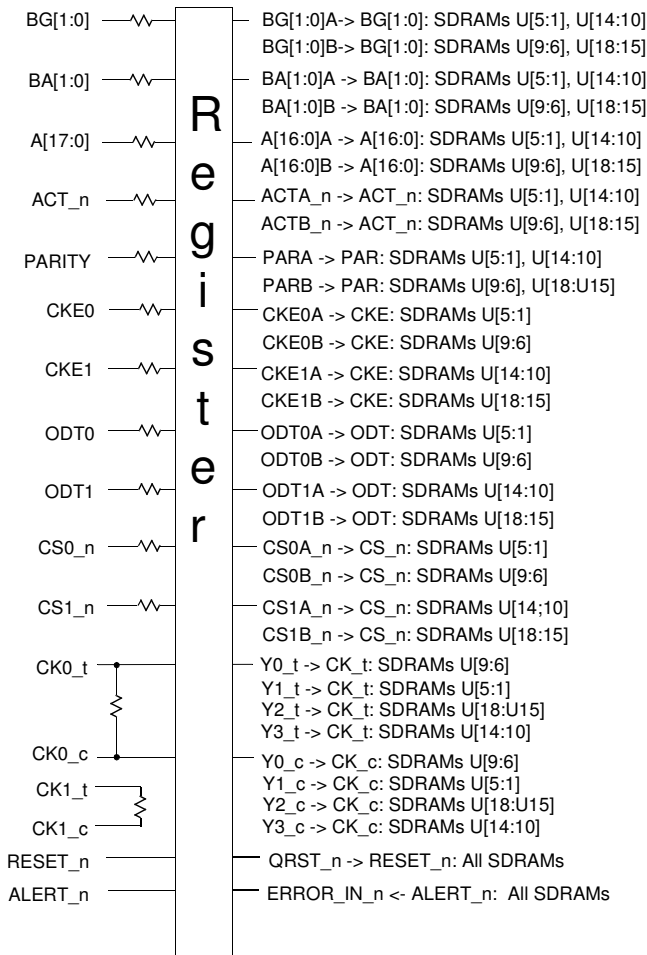 BG[1:0]
BG[1:0]A-> BG[1:0]: SDRAMs U[5:1], U[14:10]
BG[1:0]B-> BG[1:0]: SDRAMs U[9:6], U[18:15]
BA[1:0]
BA[1:0]A -> BA[1:0]: SDRAMs U[5:1], U[14:10]
BA[1:0]B -> BA[1:0]: SDRAMs U[9:6], U[18:15]
A[17:0]
A[16:0]A -> A[16:0]: SDRAMs U[5:1], U[14:10]
A[16:0]B -> A[16:0]: SDRAMs U[9:6], U[18:15]
ACT_n
ACTA_n -> ACT_n: SDRAMs U[5:1], U[14:10]
ACTB_n -> ACT_n: SDRAMs U[9:6], U[18:15]
PARITY
PARA -> PAR: SDRAMs U[5:1], U[14:10]
PARB -> PAR: SDRAMs U[9:6], U[18:U15]
CKE0
CKE0A -> CKE: SDRAMs U[5:1]
CKE0B -> CKE: SDRAMs U[9:6]
CKE1
CKE1A -> CKE: SDRAMs U[14:10]
CKE1B -> CKE: SDRAMs U[18:15]
ODT0
ODT0A -> ODT: SDRAMs U[5:1]
ODT0B -> ODT: SDRAMs U[9:6]
ODT1
ODT1A -> ODT: SDRAMs U[14:10]
ODT1B -> ODT: SDRAMs U[18:15]
CS0_n
CS0A_n -> CS_n: SDRAMs U[5:1]
CS0B_n -> CS_n: SDRAMs U[9:6]
CS1_n
CS1A_n -> CS_n: SDRAMs U[14;10]
CS1B_n -> CS_n: SDRAMs U[18:15]
CK0_t
Y0_t -> CK_t: SDRAMs U[9:6]
Y1_t -> CK_t: SDRAMs U[5:1]
Y2_t -> CK_t: SDRAMs U[18:U15]
Y3_t -> CK_t: SDRAMs U[14:10]
CK0_c
Y0_c -> CK_c: SDRAMs U[9:6]
Y1_c -> CK_c: SDRAMs U[5:1]
Y2_c -> CK_c: SDRAMs U[18:U15]
Y3_c -> CK_c: SDRAMs U[14:10]
CK1_t
CK1_c
RESET_n
QRST_n -> RESET_n: All SDRAMs
ALERT_n
ERROR_IN_n <- ALERT_n: All SDRAMs
Register